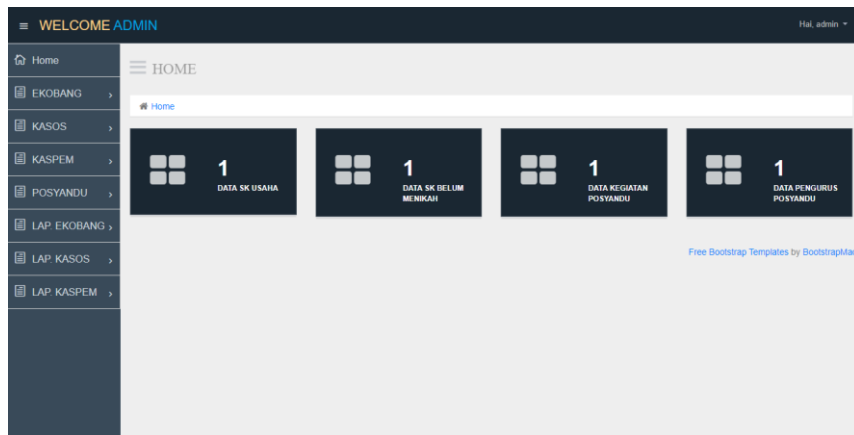 WELCOME ADMIN
Hai, admin
Home
EKOBANG
KASOS
KASPEM
POSYANDU
LAP. EKOBANG
LAP. KASOS
LAP. KASPEM
HOME
Home
1
DATA SK USAHA
1
DATA SK BELUM
MENIKAH
1
DATA KEGIATAN
POSYANDU
1
DATA PENGURUS
POSYANDU
Free Bootstrap Templates by BootstrapMa